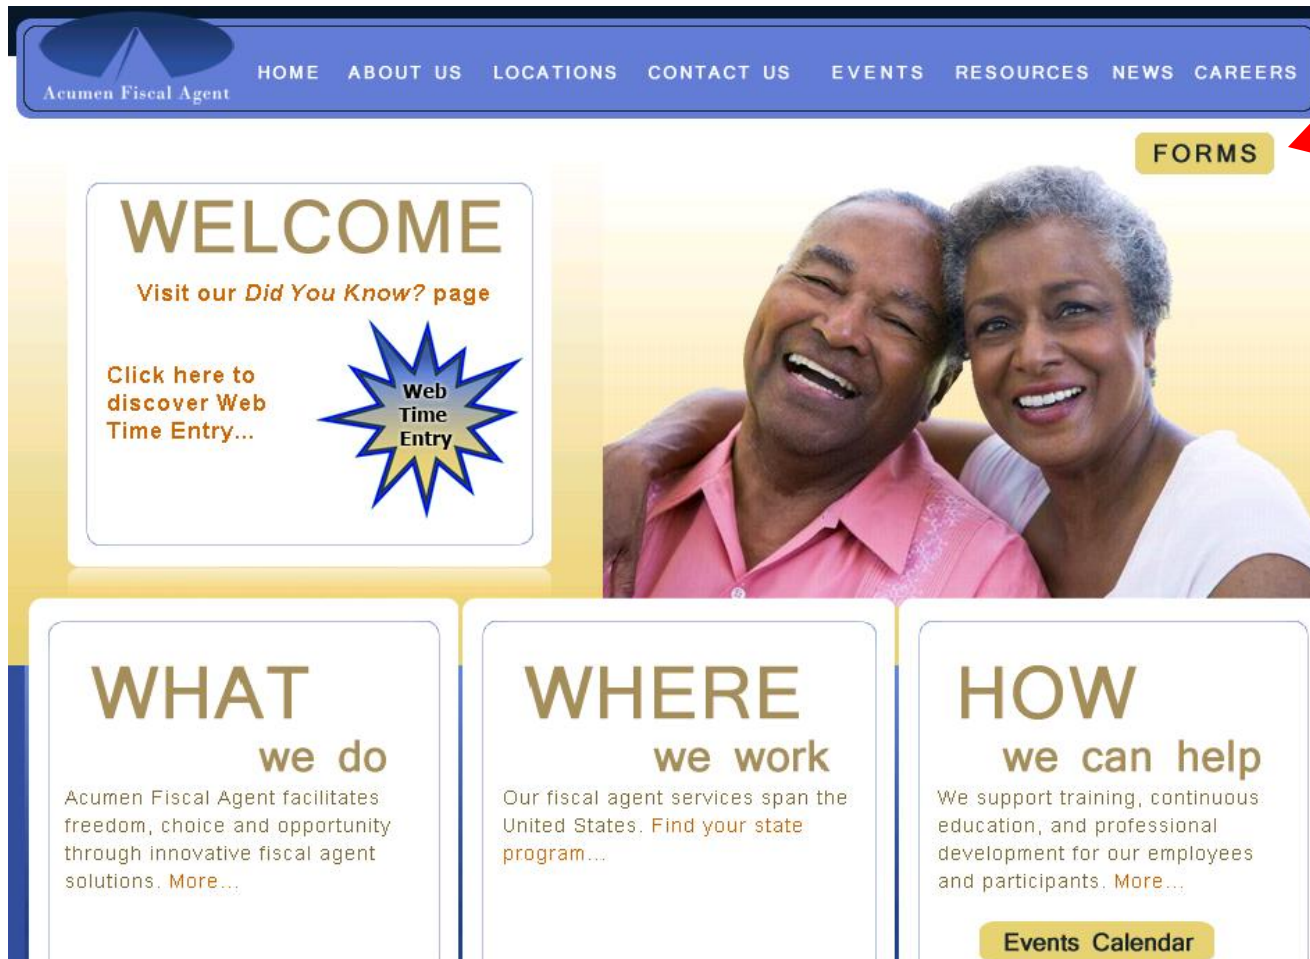 Acumen Fiscal Agent
HOME ABOUT US LOCATIONS CONTACT US EVENTS RESOURCES NEWS CAREERS
FORMS
WELCOME
Visit our Did You Know? page
Click here to
discover Web
Time Entry...
Web
Time
Entry
WHAT
we do
Acumen Fiscal Agent facilitates
freedom, choice and opportunity
through innovative fiscal agent
solutions. More...
WHERE
we work
Our fiscal agent services span the
United States. Find your state
program...
HOW
we can help
We support training, continuous
education, and professional
development for our employees
and participants. More...
Events Calendar